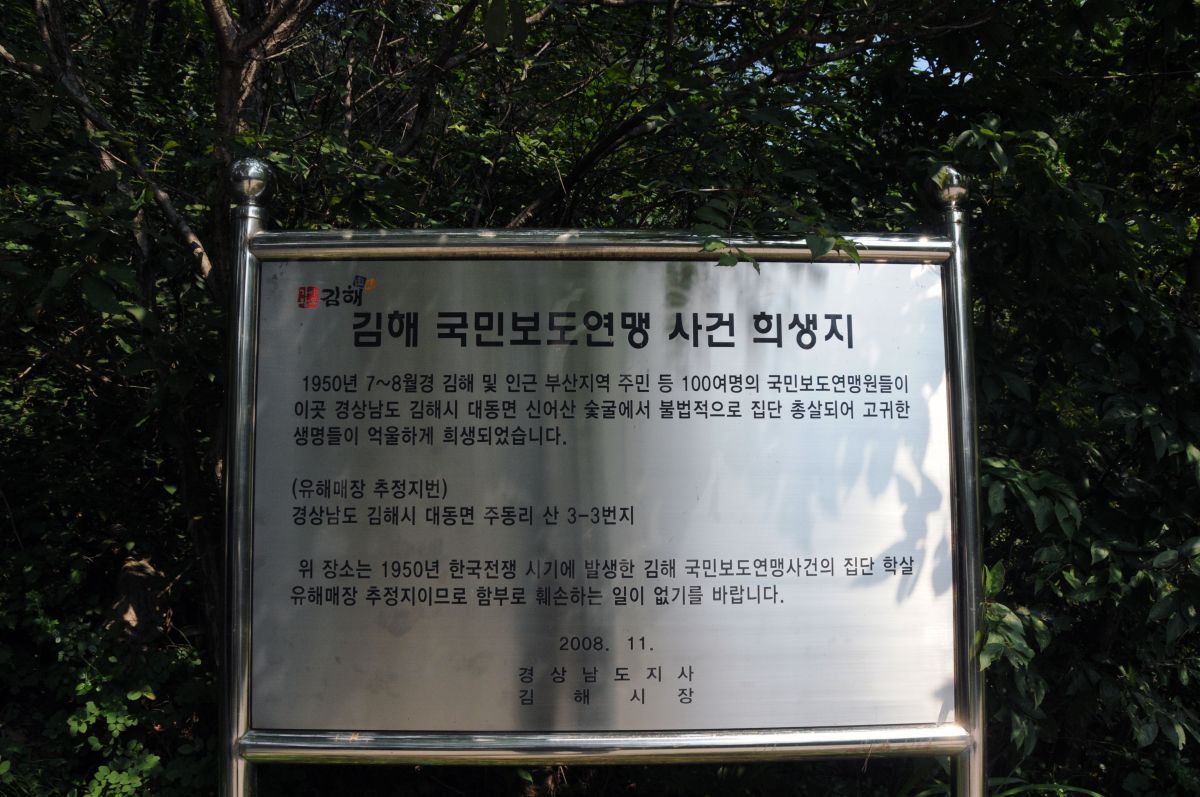 김해
김해 국민보도연맹 사건 희생지
1950년 7~8월경 김해 및 인근 부산지역 주민 등 100여명의 국민보도연맹원들이
이곳 경상남도 김해시 대동면 신어산 숯굴에서 불법적으로 집단 총살되어 고귀한
생명들이 억울하게 희생되었습니다.
(유해매장 추정지번)
경상남도 김해시 대동면 주동리 산 3-3번지
위 장소는 1950년 한국전쟁 시기에 발생한 김해 국민보도연맹사건의 집단 학살
유해매장 추정지이므로 함부로 훼손하는 일이 없기를 바랍니다.
2008. 11.
경 상 남 도 지 사
김 해 시 장